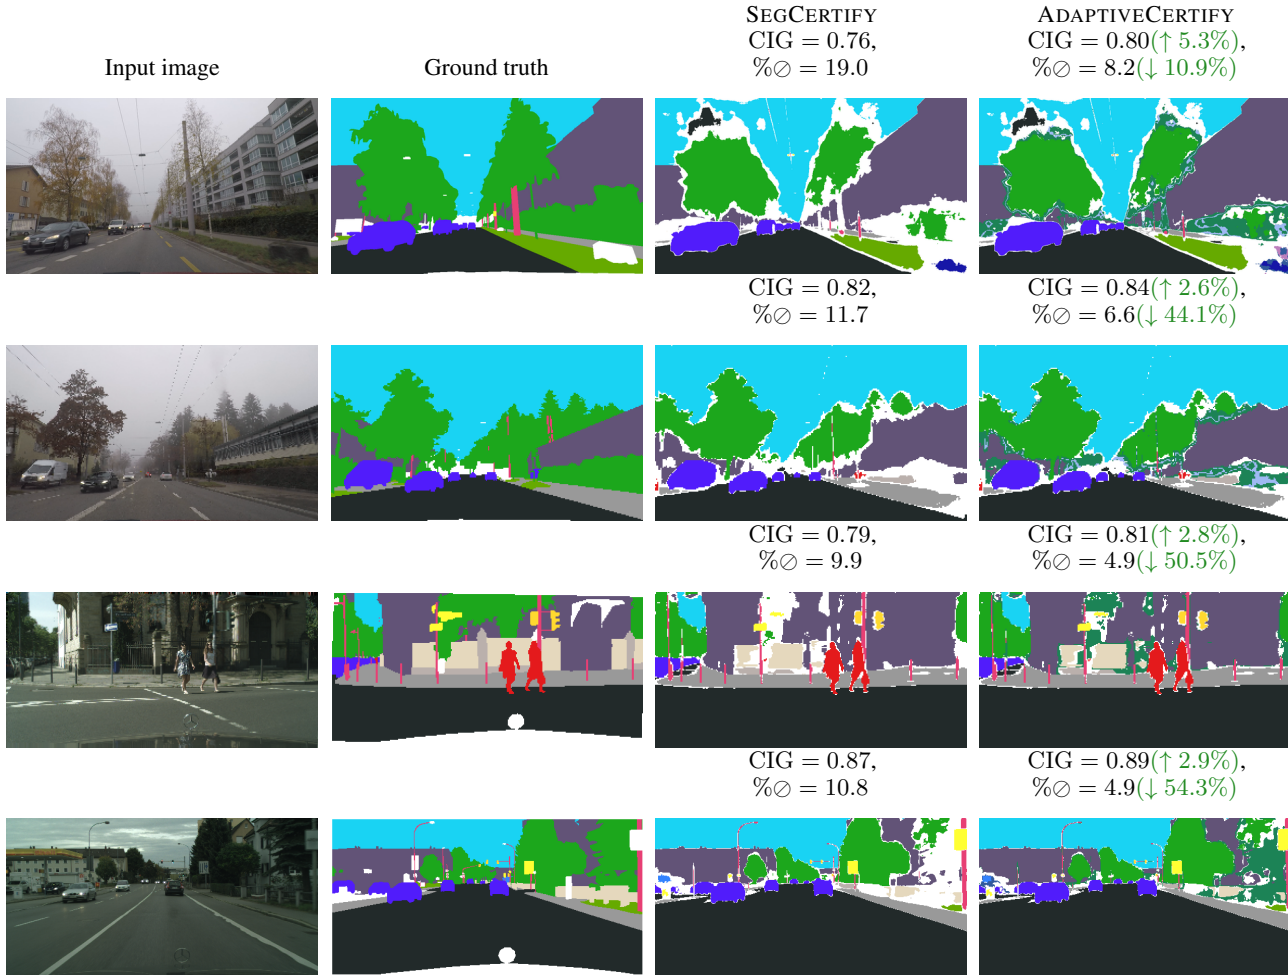 SEGCERTIFY
ADAPTIVECERTIFY
CIG = 0.76,
CIG = 0.80(↑ 5.3%),
Input image
Ground truth
%⊘ = 19.0
%⊘ = 8.2(↓ 10.9%)
CIG = 0.82,
CIG = 0.84(↑ 2.6%),
%⊘ = 11.7
%⊘ = 6.6(↓ 44.1%)
CIG = 0.79,
CIG = 0.81(↑ 2.8%),
%⊘ = 9.9
%⊘ = 4.9(↓ 50.5%)
CIG = 0.87,
CIG = 0.89(↑ 2.9%),
%⊘ = 10.8
%⊘ = 4.9(↓ 54.3%)